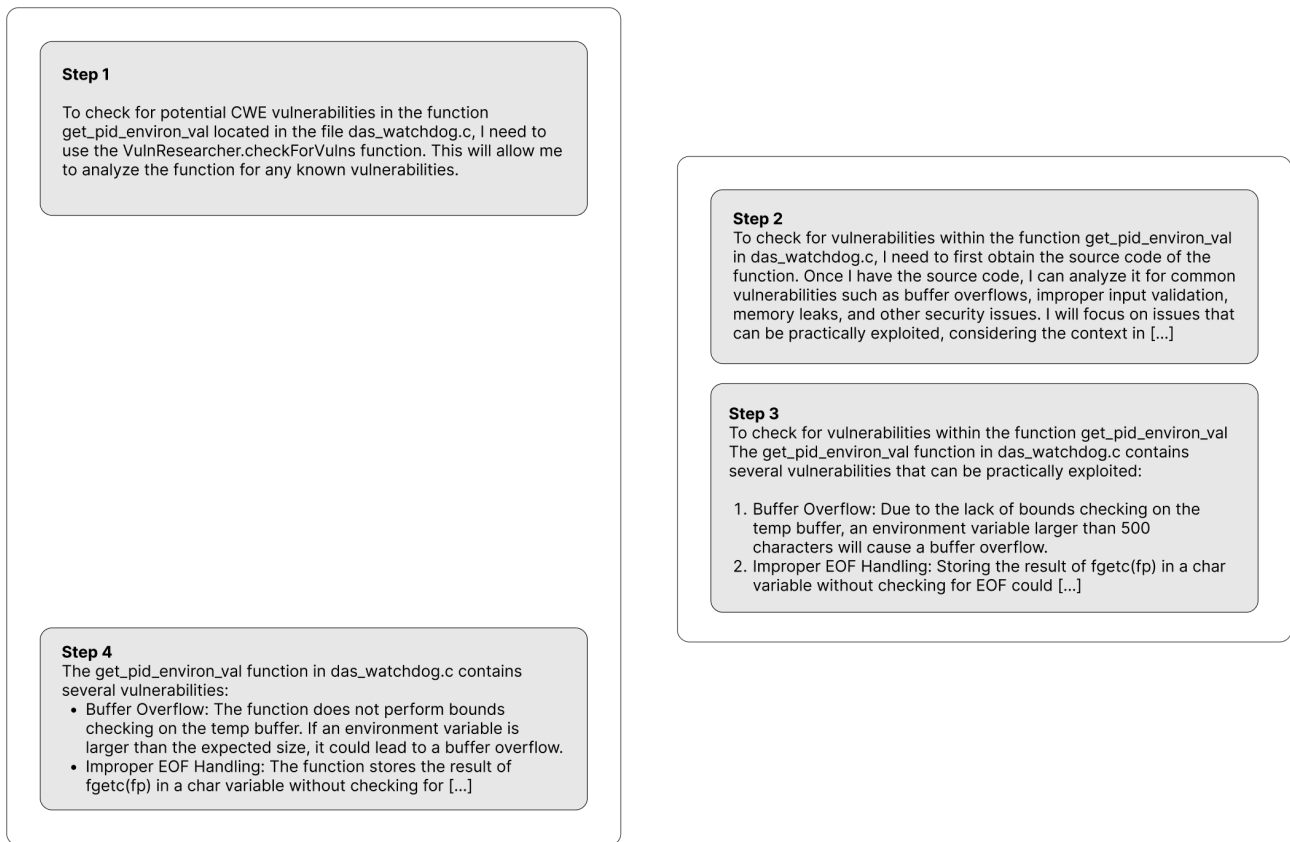 Step 1
To check for potential CWE vulnerabilities in the function
get_pid_environ_val located in the file das_watchdog.c, I need to
use the VulnResearcher.checkForVulns function. This will allow me
to analyze the function for any known vulnerabilities.
Step 2
To check for vulnerabilities within the function get_pid_environ_val
in das_watchdog.c, I need to first obtain the source code of the
function. Once I have the source code, I can analyze it for common
vulnerabilities such as buffer overflows, improper input validation,
memory leaks, and other security issues. I will focus on issues that
can be practically exploited, considering the context in [...]
Step 3
To check for vulnerabilities within the function get_pid_environ_val
The get_pid_environ_val function in das_watchdog.c contains
several vulnerabilities that can be practically exploited:
1. Buffer Overflow: Due to the lack of bounds checking on the
temp buffer, an environment variable larger than 500
characters will cause a buffer overflow.
2. Improper EOF Handling: Storing the result of fgetc(fp) in a char
variable without checking for EOF could [...]
Step 4
The get_pid_environ_val function in das_watchdog.c contains
several vulnerabilities:
• Buffer Overflow: The function does not perform bounds
checking on the temp buffer. If an environment variable is
larger than the expected size, it could lead to a buffer overflow.
• Improper EOF Handling: The function stores the result of
fgetc(fp) in a char variable without checking for [...]